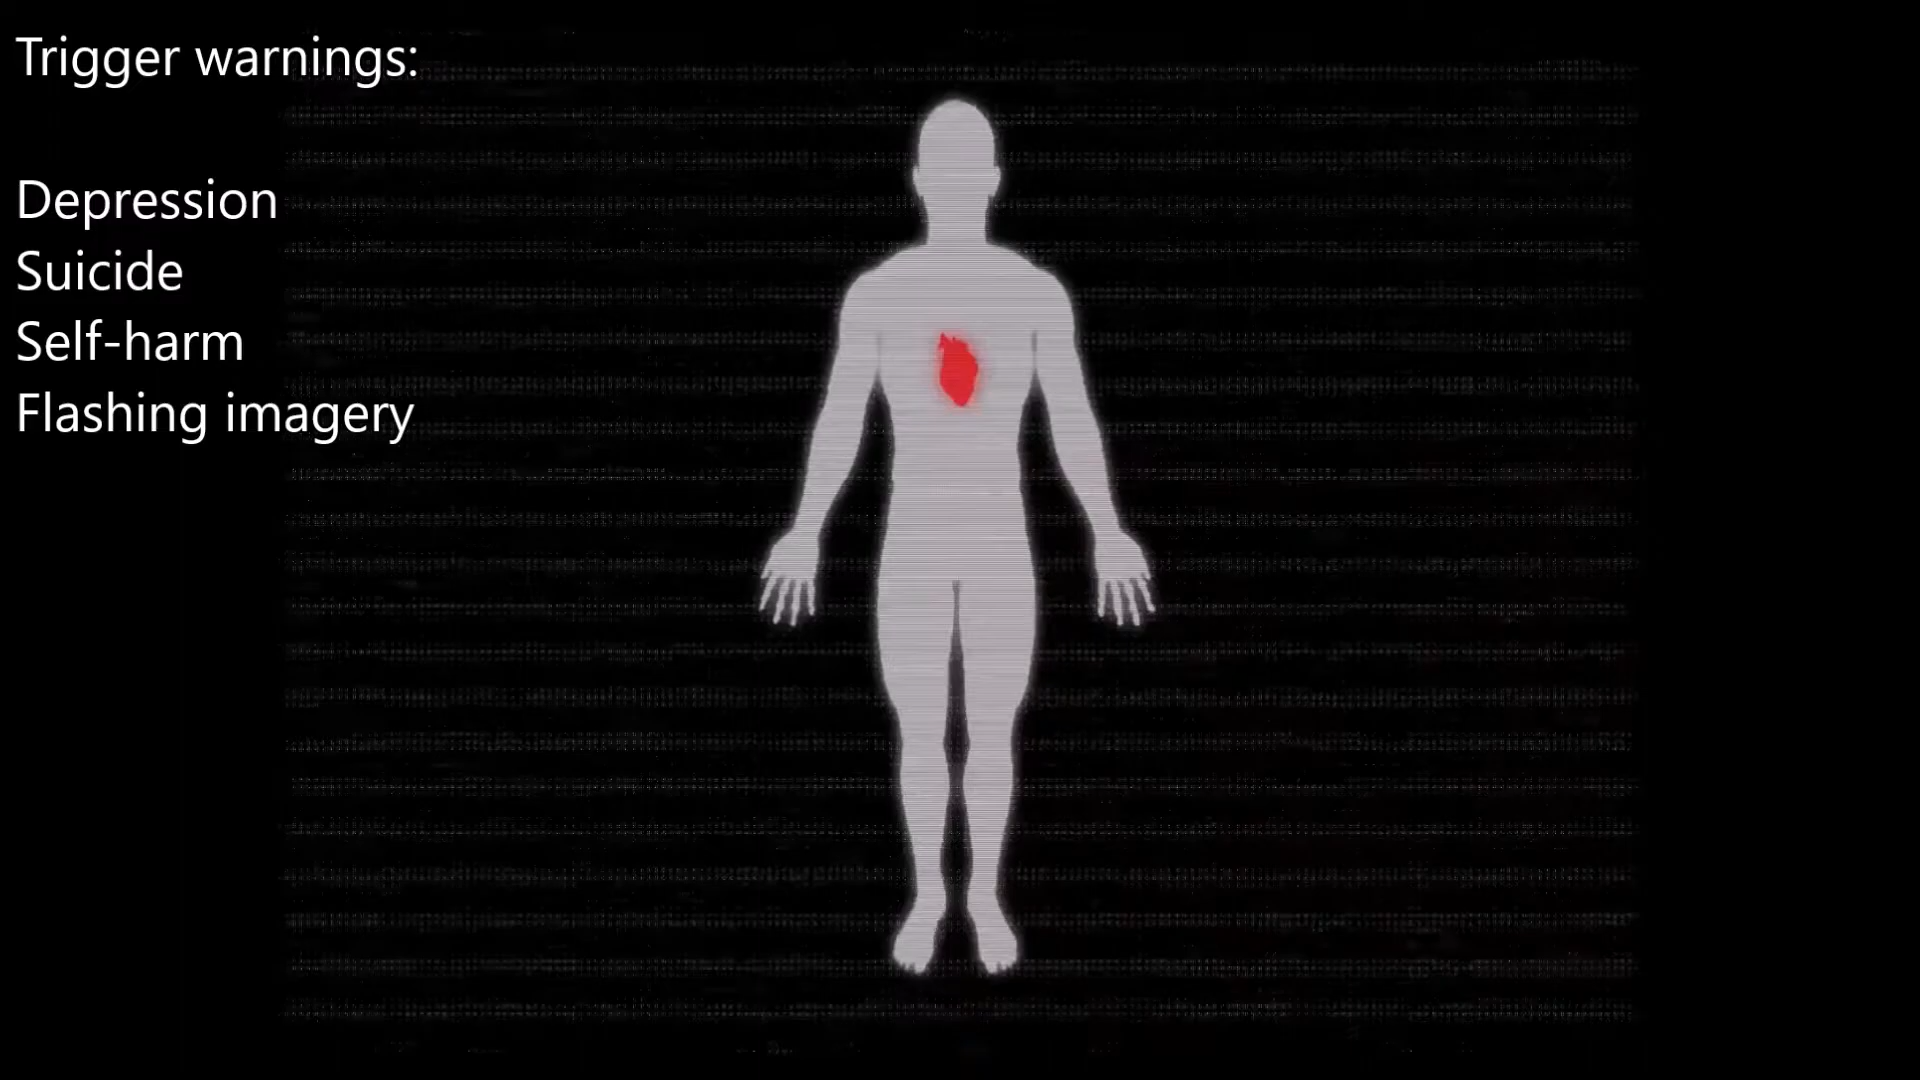 Trigger warnings:
Depression
Suicide
Self-harm
Flashing imagery